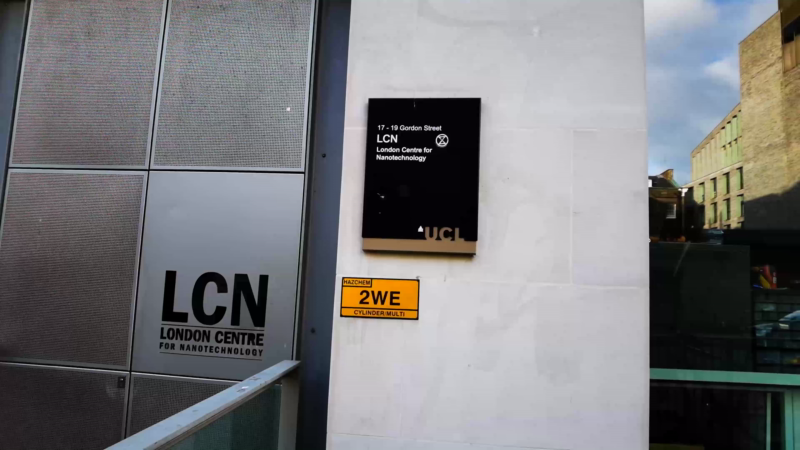 17 - 19 Gordon Street
LCN
London Centre for
Nanotechnology
UCL
HAZCHEM
2WE
CYLINDER/MULTI
LCN
LONDON CENTRE
FOR NANOTECHNOLOGY